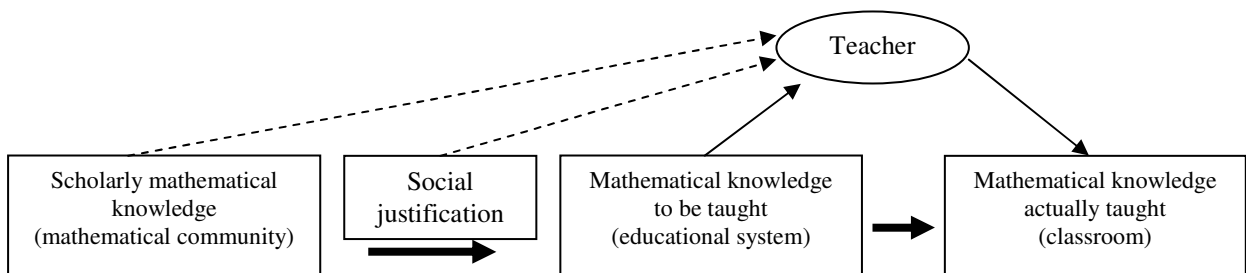 Teacher
Scholarly mathematical
knowledge
(mathematical community)
Social
justification
Mathematical knowledge
to be taught
(educational system)
Mathematical knowledge
actually taught
(classroom)